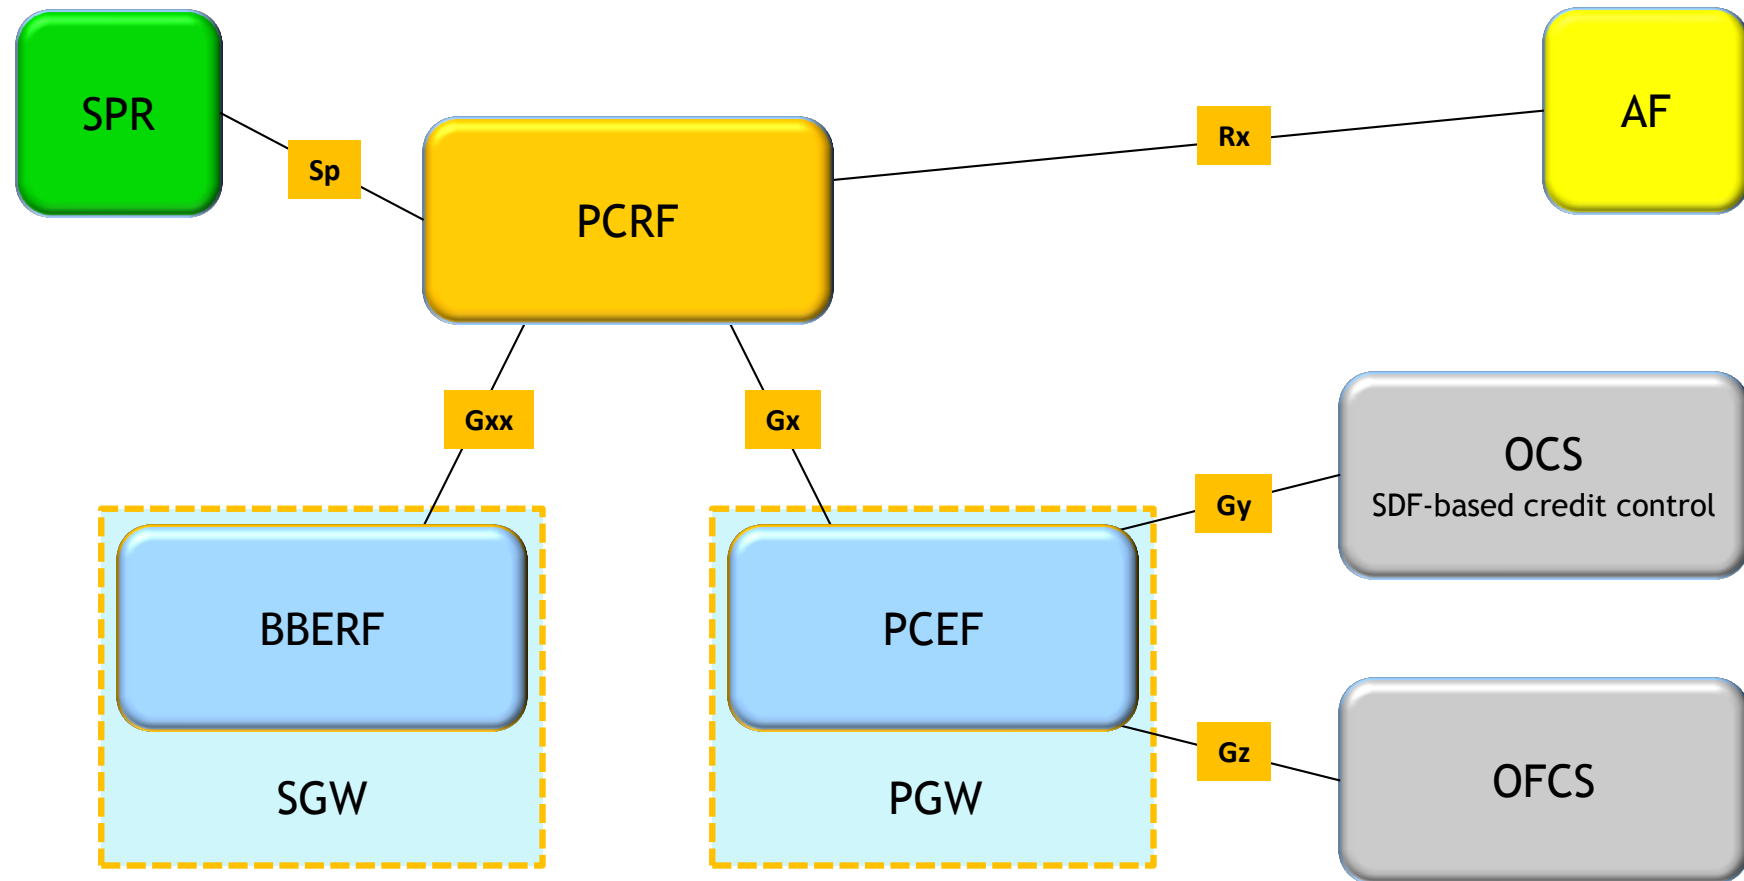 SPR
AF
Rx
Sp
PCRF
Gxx
Gx
OCS
SDF-based credit control
Gy
BBERF
PCEF
Gz
OFCS
SGW
PGW